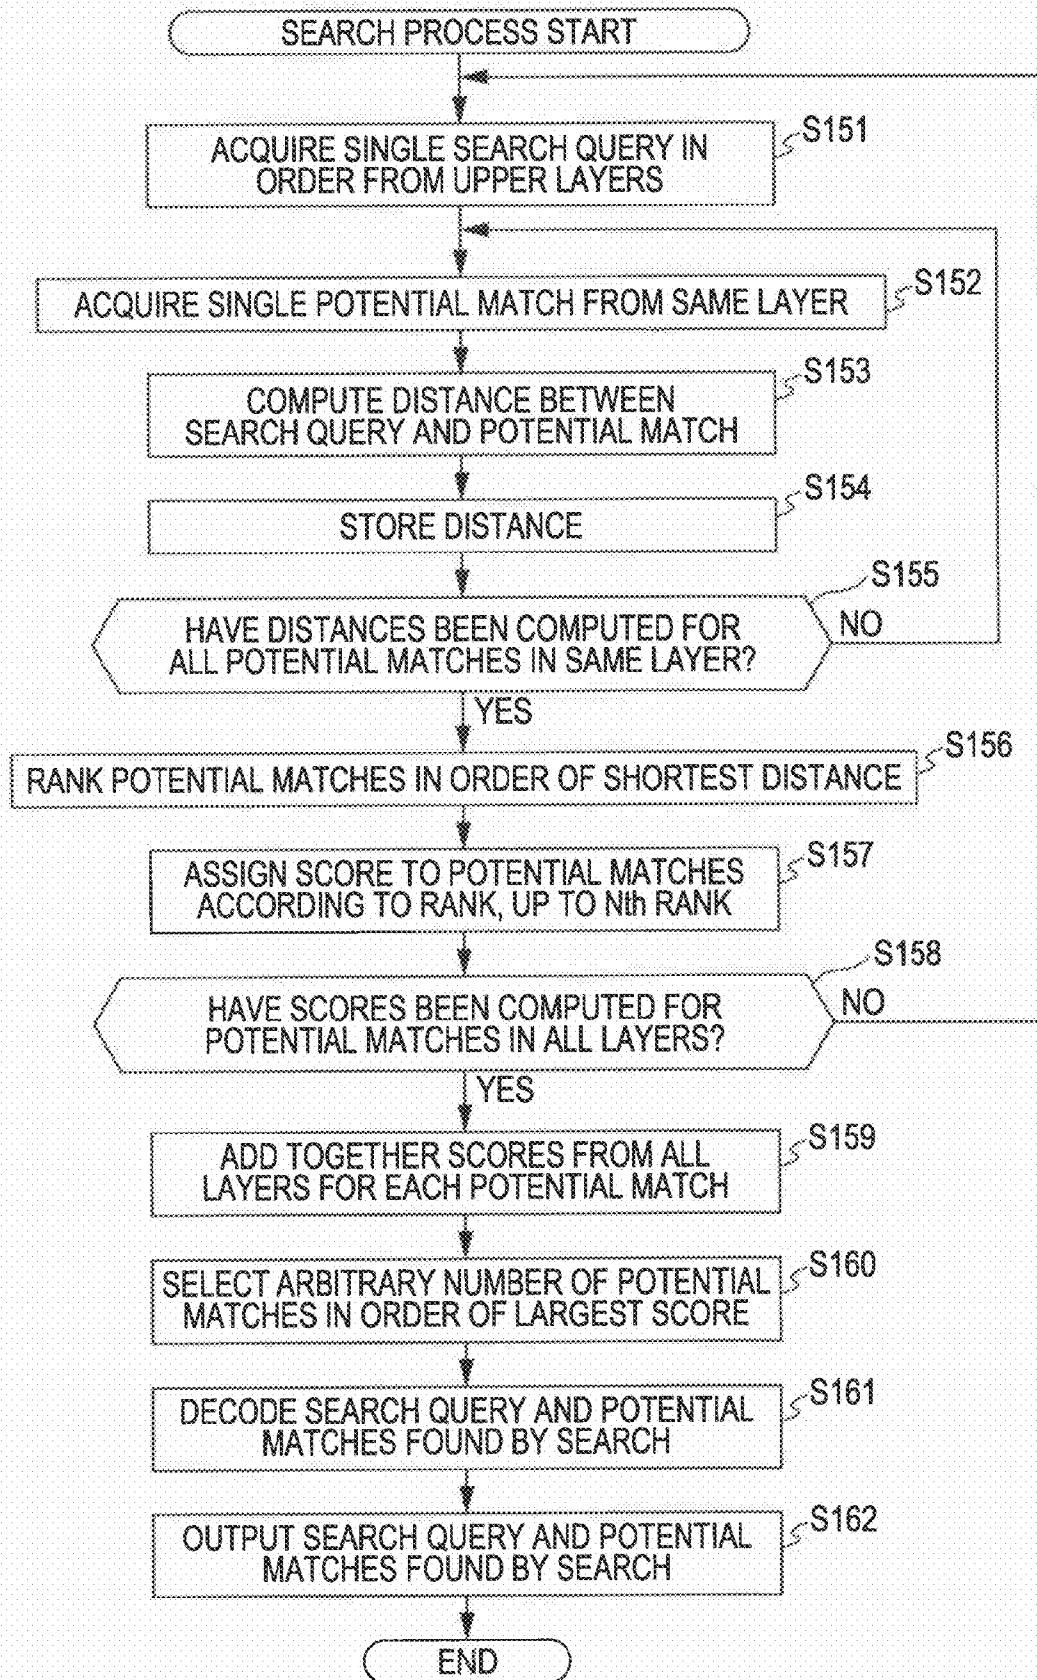 SEARCH PROCESS START
S151
ACQUIRE SINGLE SEARCH QUERY IN
ORDER FROM UPPER LAYERS
S152
ACQUIRE SINGLE POTENTIAL MATCH FROM SAME LAYER
S153
COMPUTE DISTANCE BETWEEN
SEARCH QUERY AND POTENTIAL MATCH
S154
STORE DISTANCE
S155
HAVE DISTANCES BEEN COMPUTED FOR
ALL POTENTIAL MATCHES IN SAME LAYER?
NO
YES
S156
RANK POTENTIAL MATCHES IN ORDER OF SHORTEST DISTANCE
S157
ASSIGN SCORE TO POTENTIAL MATCHES
ACCORDING TO RANK, UP TO Nth RANK
S158
HAVE SCORES BEEN COMPUTED FOR
POTENTIAL MATCHES IN ALL LAYERS?
NO
YES
S159
ADD TOGETHER SCORES FROM ALL
LAYERS FOR EACH POTENTIAL MATCH
S160
SELECT ARBITRARY NUMBER OF POTENTIAL
MATCHES IN ORDER OF LARGEST SCORE
S161
DECODE SEARCH QUERY AND POTENTIAL
MATCHES FOUND BY SEARCH
S162
OUTPUT SEARCH QUERY AND POTENTIAL
MATCHES FOUND BY SEARCH
END